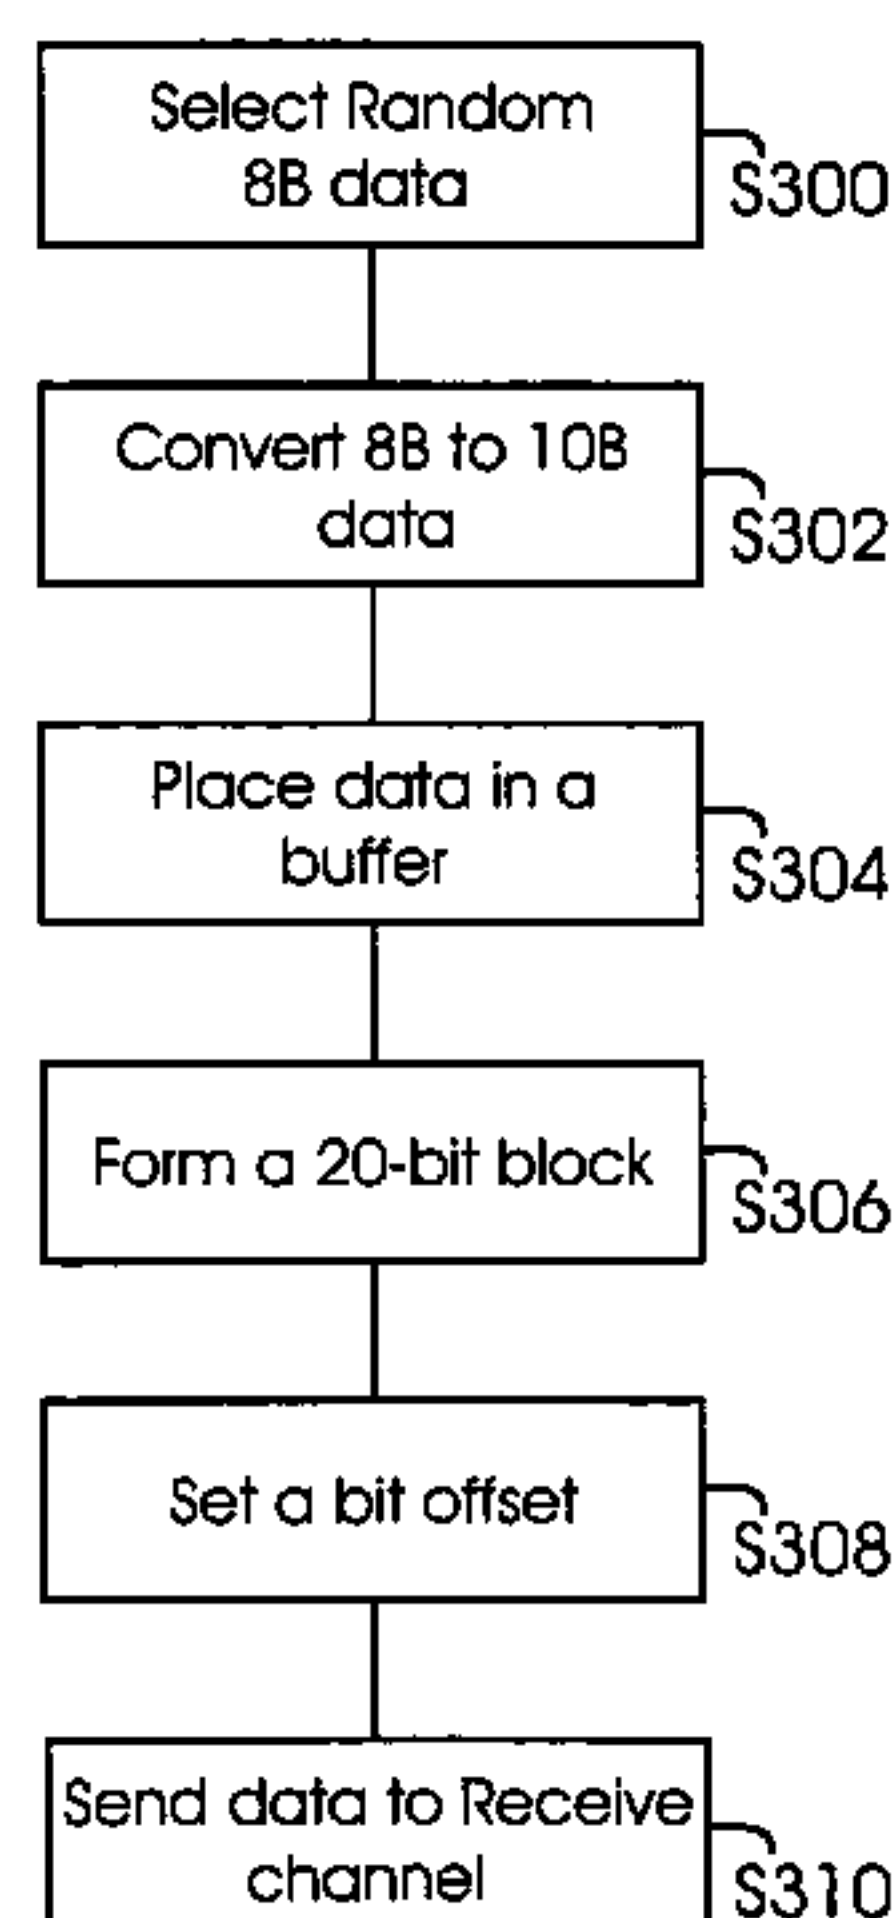 Select Random
8B data
S300
Convert 8B to 10B
data
S302
Place data in a
buffer
S304
Form a 20-bit block
S306
Set a bit offset
S308
Send data to Receive
channel
S310